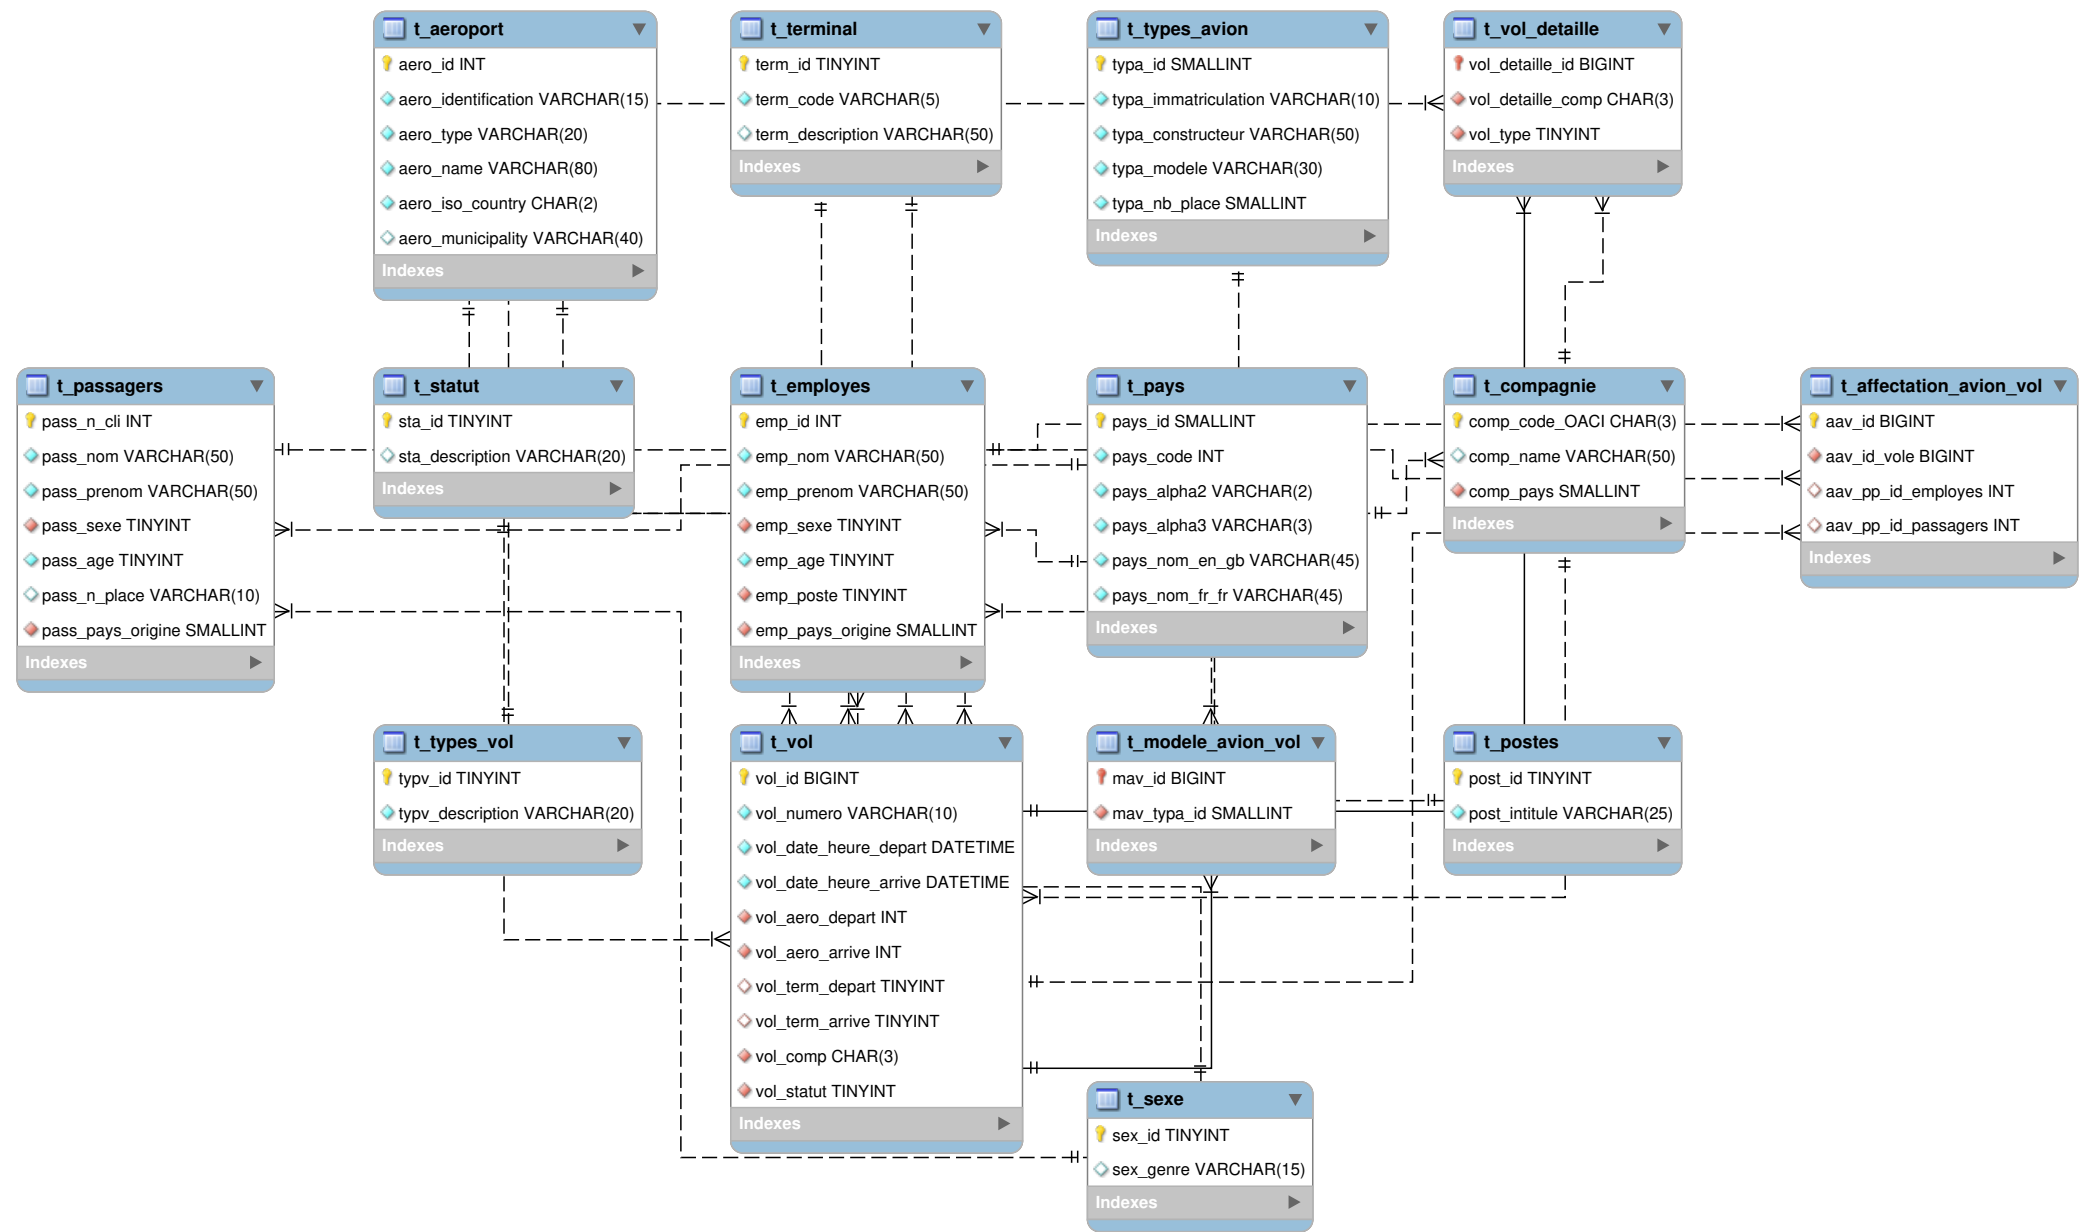 t_aeroport
aero_id INT
aero_identification VARCHAR(15)
aero_type VARCHAR(20)
aero_name VARCHAR(80)
aero_iso_country CHAR(2)
aero_municipality VARCHAR(40)
Indexes
t_terminal
term_id TINYINT
term_code VARCHAR(5)
term_description VARCHAR(50)
Indexes
t_types_avion
typa_id SMALLINT
typa_immatriculation VARCHAR(10)
typa_constructeur VARCHAR(50)
typa_modele VARCHAR(30)
typa_nb_place SMALLINT
Indexes
t_vol_detaille
vol_detaille_id BIGINT
vol_detaille_comp CHAR(3)
vol_type TINYINT
Indexes
t_passagers
pass_n_cli INT
pass_nom VARCHAR(50)
pass_prenom VARCHAR(50)
pass_sexe TINYINT
pass_age TINYINT
pass_n_place VARCHAR(10)
pass_pays_origine SMALLINT
Indexes
t_statut
sta_id TINYINT
sta_description VARCHAR(20)
Indexes
t_employes
emp_id INT
emp_nom VARCHAR(50)
emp_prenom VARCHAR(50)
emp_sexe TINYINT
emp_age TINYINT
emp_poste TINYINT
emp_pays_origine SMALLINT
Indexes
t_pays
pays_id SMALLINT
pays_code INT
pays_alpha2 VARCHAR(2)
pays_alpha3 VARCHAR(3)
pays_nom_en_gb VARCHAR(45)
pays_nom_fr_fr VARCHAR(45)
Indexes
t_compagnie
comp_code_OACI CHAR(3)
comp_name VARCHAR(50)
comp_pays SMALLINT
Indexes
t_affectation_avion_vol
aav_id BIGINT
aav_id_vole BIGINT
aav_pp_id_employes INT
aav_pp_id_passagers INT
Indexes
t_types_vol
typv_id TINYINT
typv_description VARCHAR(20)
Indexes
t_vol
vol_id BIGINT
vol_numero VARCHAR(10)
vol_date_heure_depart DATETIME
vol_date_heure_arrive DATETIME
vol_aero_depart INT
vol_aero_arrive INT
vol_term_depart TINYINT
vol_term_arrive TINYINT
vol_comp CHAR(3)
vol_statut TINYINT
Indexes
t_modele_avion_vol
mav_id BIGINT
mav_typa_id SMALLINT
Indexes
t_postes
post_id TINYINT
post_intitule VARCHAR(25)
Indexes
t_sexe
sex_id TINYINT
sex_genre VARCHAR(15)
Indexes